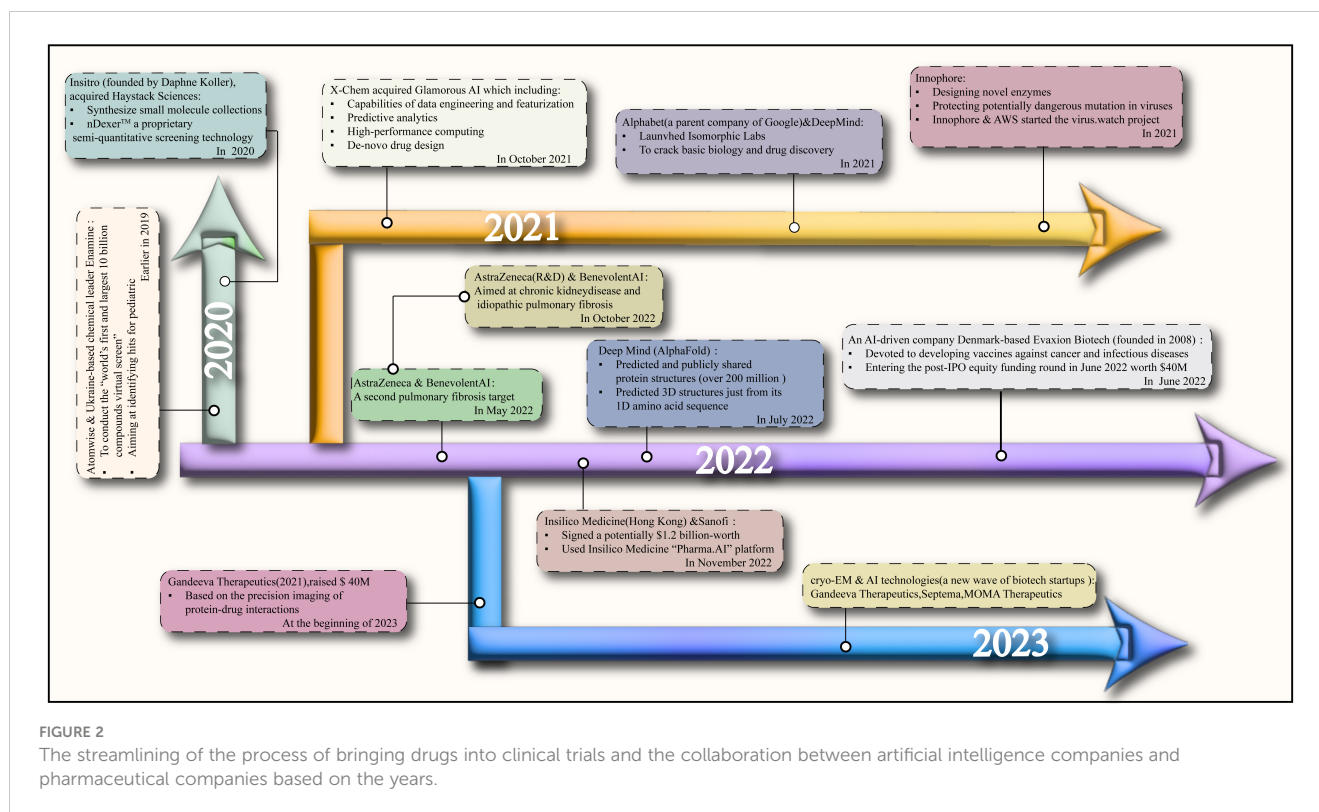 Insitro (founded by Daphne Koller),
acquired Haystack Sciences:
▪ Synthesize small molecule collections
▪ nDexer™ a proprietary
semi-quantitative screening technology
In 2020
X-Chem acquired Glamorous AI which including:
▪ Capabilities of data engineering and featurization
▪ Predictive analytics
▪ High-performance computing
▪ De-novo drug design
In October 2021
Alphabet(a parent company of Google)&DeepMind:
▪ Launvhed Isomorphic Labs
▪ To crack basic biology and drug discovery
In 2021
Innophore:
▪ Designing novel enzymes
▪ Protecting potentially dangerous mutation in viruses
▪ Innophore & AWS started the virus.watch project
In 2021
2021
Atomwise & Ukraine-based chemical leader Enamine :
▪ To conduct the “world’s first and largest 10 billion
compounds virtual screen”
▪ Aiming at identifying hits for pediatric
Earlier in 2019
2020
AstraZeneca(R&D) & BenevolentAI:
Aimed at chronic kidneydisease and
idiopathic pulmonary fibrosis
In October 2022
AstraZeneca & BenevolentAI:
A second pulmonary fibrosis target
In May 2022
Deep Mind (AlphaFold) :
▪ Predicted and publicly shared
protein structures (over 200 million )
▪ Predicted 3D structures just from its
1D amino acid sequence
In July 2022
An AI-driven company Denmark-based Evaxion Biotech (founded in 2008) :
▪ Devoted to developing vaccines against cancer and infectious diseases
▪ Entering the post-IPO equity funding round in June 2022 worth $40M
In June 2022
2022
Insilico Medicine(Hong Kong) &Sanofi :
▪ Signed a potentially $1.2 billion-worth
▪ Used Insilico Medicine “Pharma.AI” platform
In November 2022
Gandeeva Therapeutics(2021),raised $ 40M
▪ Based on the precision imaging of
protein-drug interactions
At the beginning of 2023
cryo-EM & AI technologies(a new wave of biotech startups ):
Gandeeva Therapeutics,Septema,MOMA Therapeutics
2023
FIGURE 2
The streamlining of the process of bringing drugs into clinical trials and the collaboration between artificial intelligence companies and
pharmaceutical companies based on the years.